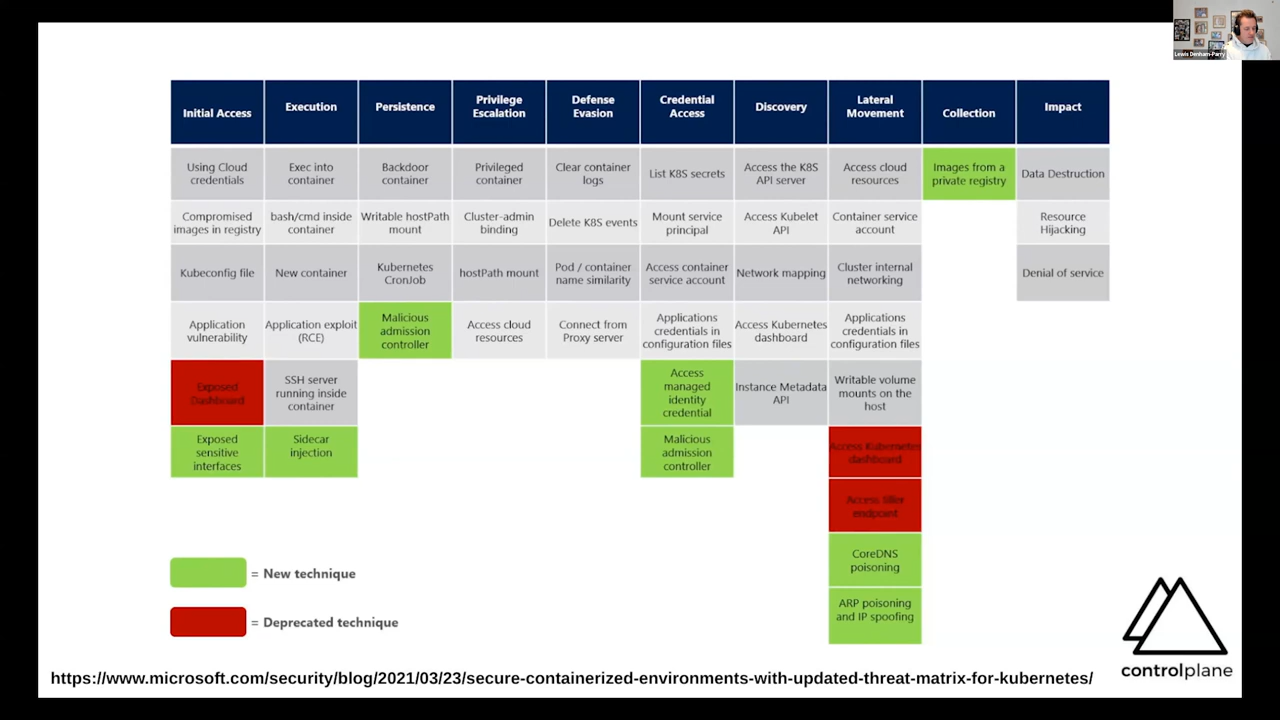 Lewis Denham-Parry
Initial Access
Execution
Persistence
Privilege
Escalation
Defense
Evasion
Credential
Access
Discovery
Lateral
Movement
Collection
Impact
Using Cloud
credentials
Exec into
container
Backdoor
container
Privileged
container
Clear container
logs
List K8S secrets
Access the K8S
API server
Access cloud
resources
Images from a
private registry
Data Destruction
Compromised
images in registry
bash/cmd inside
container
Writable hostPath
mount
Cluster-admin
binding
Delete K8S events
Mount service
principal
Access Kubelet
API
Container service
account
Resource
Hijacking
Kubeconfig file
New container
Kubernetes
CronJob
hostPath mount
Pod / container
name similarity
Access container
service account
Network mapping
Cluster internal
networking
Denial of service
Application
vulnerability
Application exploit
(RCE)
Malicious
admission
controller
Access cloud
resources
Connect from
Proxy server
Applications
credentials in
configuration files
Access Kubernetes
dashboard
Applications
credentials in
configuration files
Exposed
Dashboard
SSH server
running inside
container
Access
managed
identity
credential
Instance Metadata
API
Writable volume
mounts on the
host
Exposed
sensitive
interfaces
Sidecar
injection
Malicious
admission
controller
Access Kubernetes
dashboard
Access tiller
endpoint
CoreDNS
poisoning
ARP poisoning
and IP spoofing
= New technique
= Deprecated technique
controlplane
https://www.microsoft.com/security/blog/2021/03/23/secure-containerized-environments-with-updated-threat-matrix-for-kubernetes/